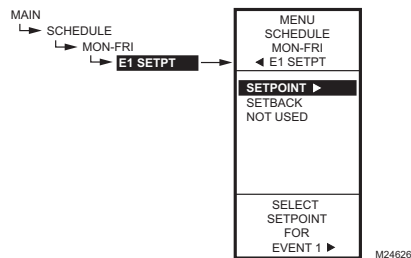 MAIN
SCHEDULE
MON-FRI
E1 SETPT
MENU
SCHEDULE
MON-FRI
◄ E1 SETPT
SETPOINT ►
SETBACK
NOT USED
SELECT
SETPOINT
FOR
EVENT 1 ►
M24626